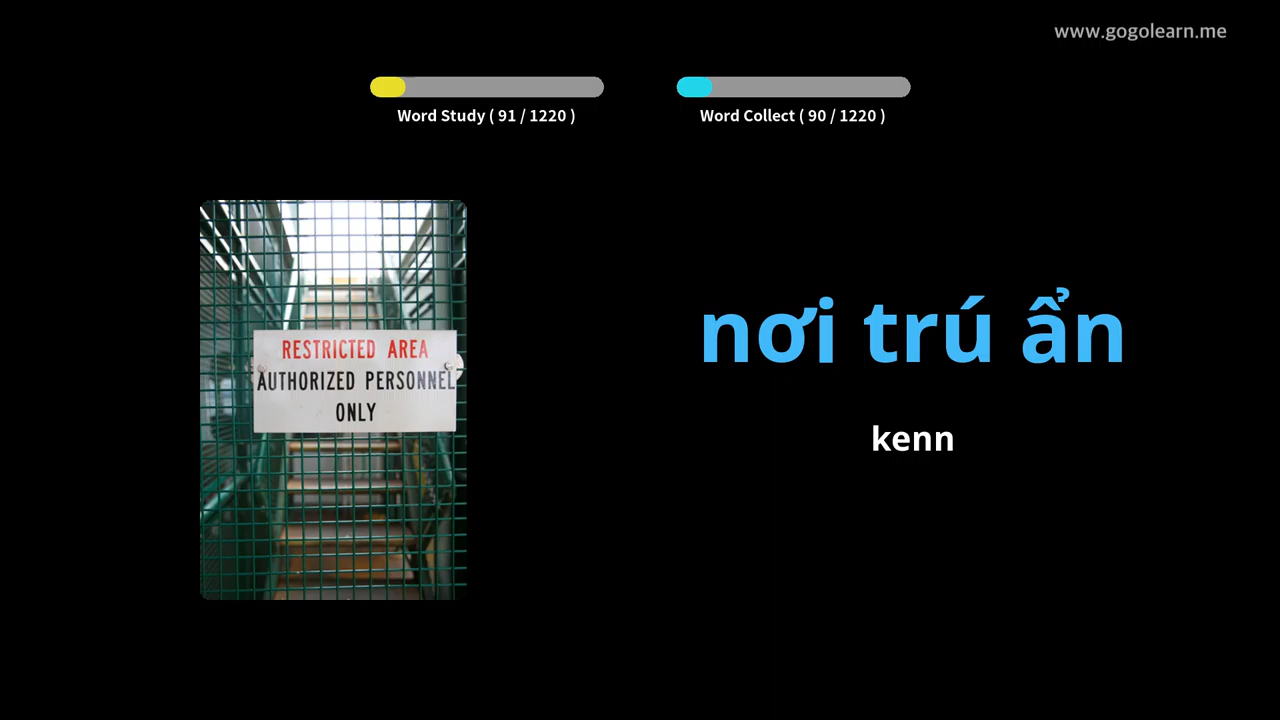 www.gogolearn.me
Word Study ( 91 / 1220 )
Word Collect ( 90 / 1220 )
RESTRICTED AREA
AUTHORIZED PERSONNEL
ONLY
nơi trú ẩn
kenn